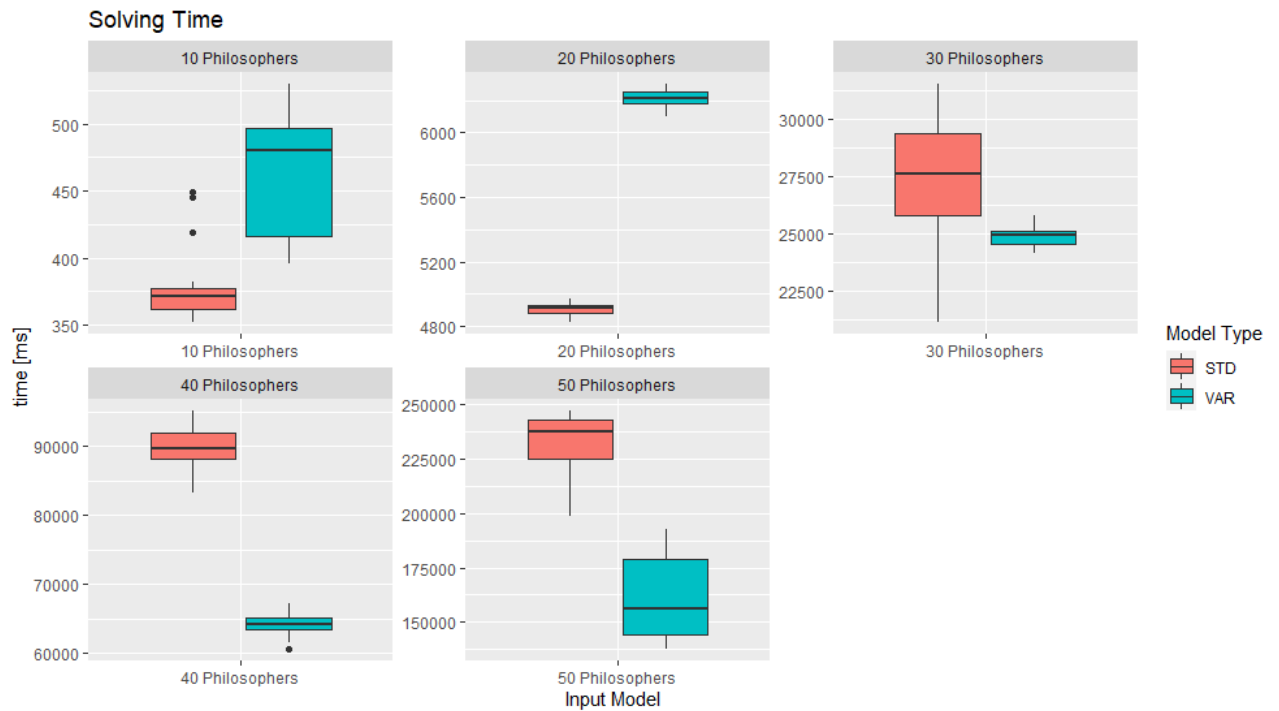 Solving Time
10 Philosophers
20 Philosophers
30 Philosophers
500
450
400
350
6000
5600
5200
4800
30000
27500
25000
22500
10 Philosophers
20 Philosophers
30 Philosophers
time [ms]
40 Philosophers
50 Philosophers
90000
80000
70000
60000
250000
225000
200000
175000
150000
40 Philosophers
50 Philosophers
Input Model
Model Type
STD
VAR